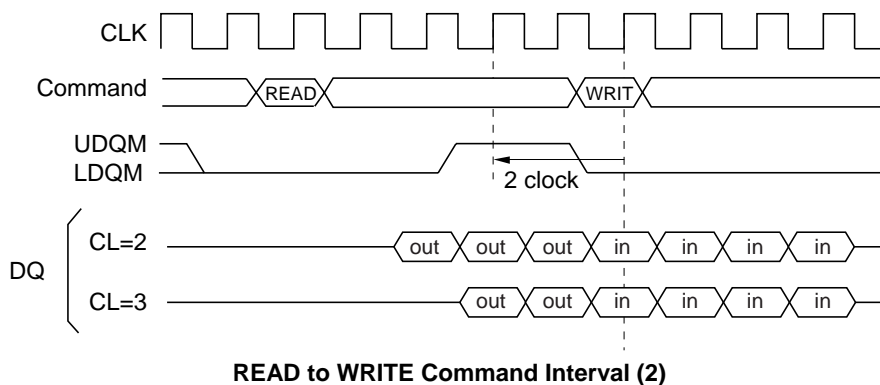 CLK
Command READ WRIT
UDQM
LDQM
2 clock
CL=2 out out out in in in in
DQ
CL=3 out out in in in in
READ to WRITE Command Interval (2)